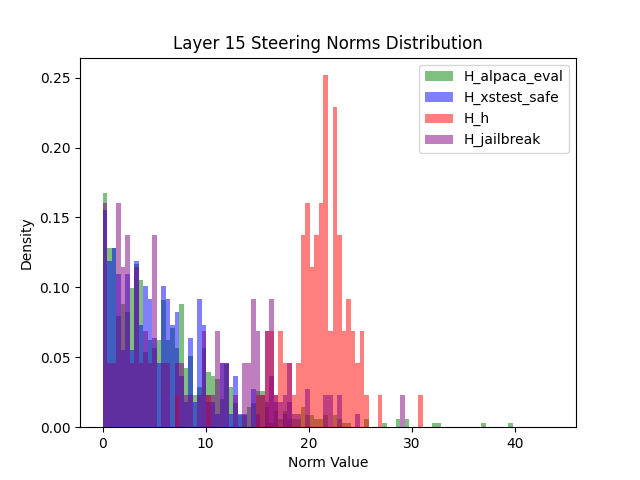 Layer 15 Steering Norms Distribution
H_alpaca_eval
H_xstest_safe
H_h
H_jailbreak
0.25
0.20
0.15
0.10
0.05
0.00
Density
0
10
20
30
40
Norm Value